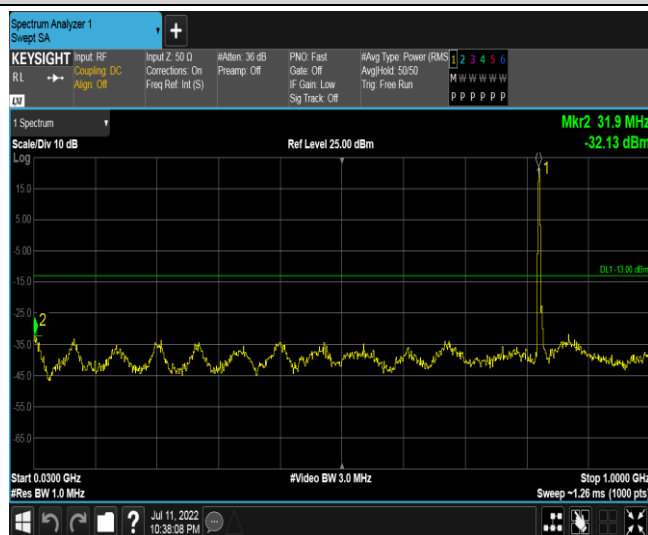 Spectrum Analyzer 1
Swept SA
KEYSIGHT
RL
LXI
Input: RF
Coupling: DC
Align: Off
Input Z: 50 Ω
Corrections: On
Freq Ref: Int (S)
#Atten: 36 dB
Preamp: Off
PNO: Fast
Gate: Off
IF Gain: Low
Sig Track: Off
#Avg Type: Power (RMS
Avg|Hold: 50/50
Trig: Free Run
1 2 3 4 5 6
M W W W W W
P P P P P P
1 Spectrum
Mkr2 31.9 MHz
Scale/Div 10 dB
Ref Level 25.00 dBm
-32.13 dBm
Log
1
15.0
5.00
-5.00
DL1 -13.00 dBm
-15.0
-25.0
2
-35.0
-45.0
-55.0
-65.0
Start 0.0300 GHz
#Video BW 3.0 MHz
Stop 1.0000 GHz
#Res BW 1.0 MHz
Sweep ~1.26 ms (1000 pts)
?
Jul 11, 2022
10:38:08 PM